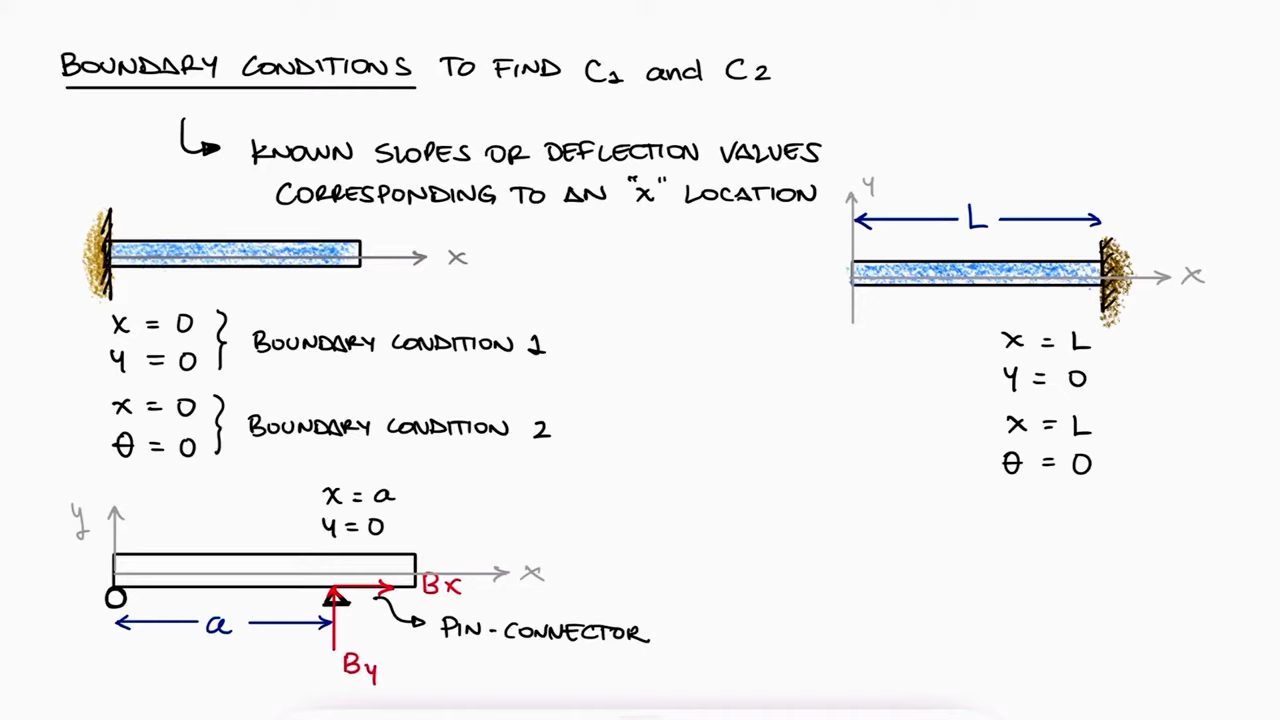 BOUNDARY CONDITIONS TO FIND C1 and C2
KNOWN SLOPES OR DEFLECTION VALUES
CORRESPONDING TO AN "x" LOCATION
x
x = 0
y = 0
BOUNDARY CONDITION 1
x = 0
θ = 0
BOUNDARY CONDITION 2
y
L
x
x = L
y = 0
x = L
θ = 0
x = a
y = 0
y
x
Bx
a
PIN-CONNECTOR
By